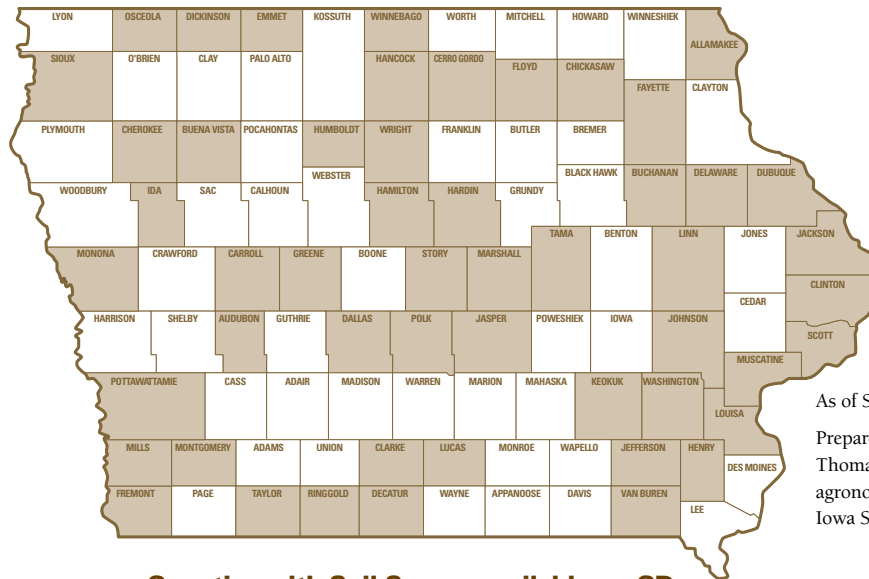 LYON OSCEOLA DICKINSON EMMET KOSSUTH WINNEBAGO WORTH MITCHELL HOWARD WINNESHIEK
ALLAMAKEE
SIOUX O'BRIEN CLAY PALO ALTO HANCOCK CERRO GORDO FLOYD CHICKASAW
FAYETTE CLAYTON
PLYMOUTH CHEROKEE BUENA VISTA POCAHONTAS HUMBOLDT WRIGHT FRANKLIN BUTLER BREMER
WEBSTER BLACK HAWK BUCHANAN DELAWARE DUBUQUE
WOODBURY IDA SAC CALHOUN HAMILTON HARDIN GRUNDY
TAMA BENTON LINN JONES JACKSON
MONONA CRAWFORD CARROLL GREENE BOONE STORY MARSHALL
CLINTON
CEDAR
HARRISON SHELBY AUDUBON GUTHRIE DALLAS POLK JASPER POWESHIEK IOWA JOHNSON
SCOTT
MUSCATINE
POTTAWATTAMIE CASS ADAIR MADISON WARREN MARION MAHASKA KEOKUK WASHINGTON
LOUISA
As of S
Prepar
Thoma
agrono
Iowa S
MILLS MONTGOMERY ADAMS UNION CLARKE LUCAS MONROE WAPELLO JEFFERSON HENRY
DES MOINES
FREMONT PAGE TAYLOR RINGGOLD DECATUR WAYNE APPANOOSE DAVIS VAN BUREN
LEE